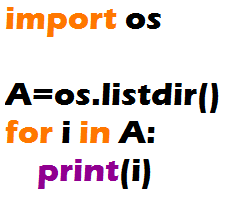 import os
A=os.listdir()
for i in A:
    print(i)